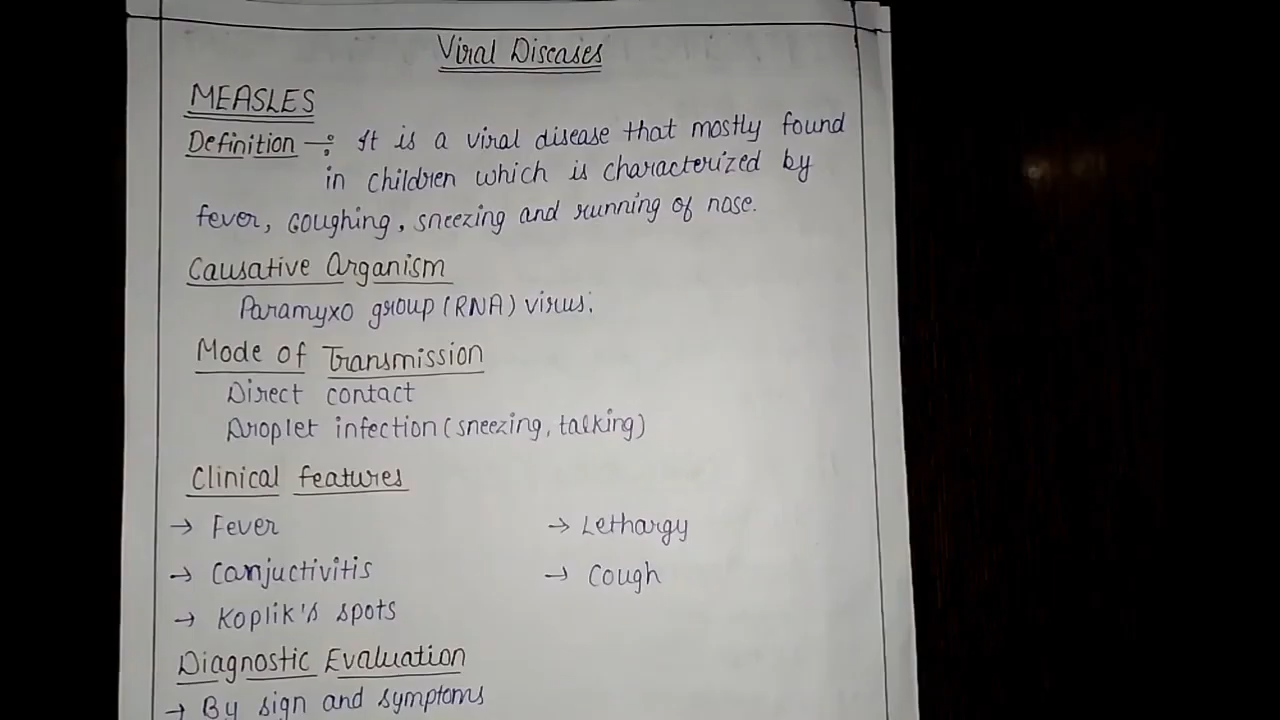 Viral Diseases
MEASLES
Definition -: It is a viral disease that mostly found
in children which is characterized by
fever, coughing, sneezing and running of nose.
Causative Organism
Paramyxo group (RNA) virus.
Mode of Transmission
Direct contact
Droplet infection (sneezing, talking)
Clinical features
→ Fever → Lethargy
→ Conjuctivitis → Cough
→ Koplik's spots
Diagnostic Evaluation
→ By sign and symptoms